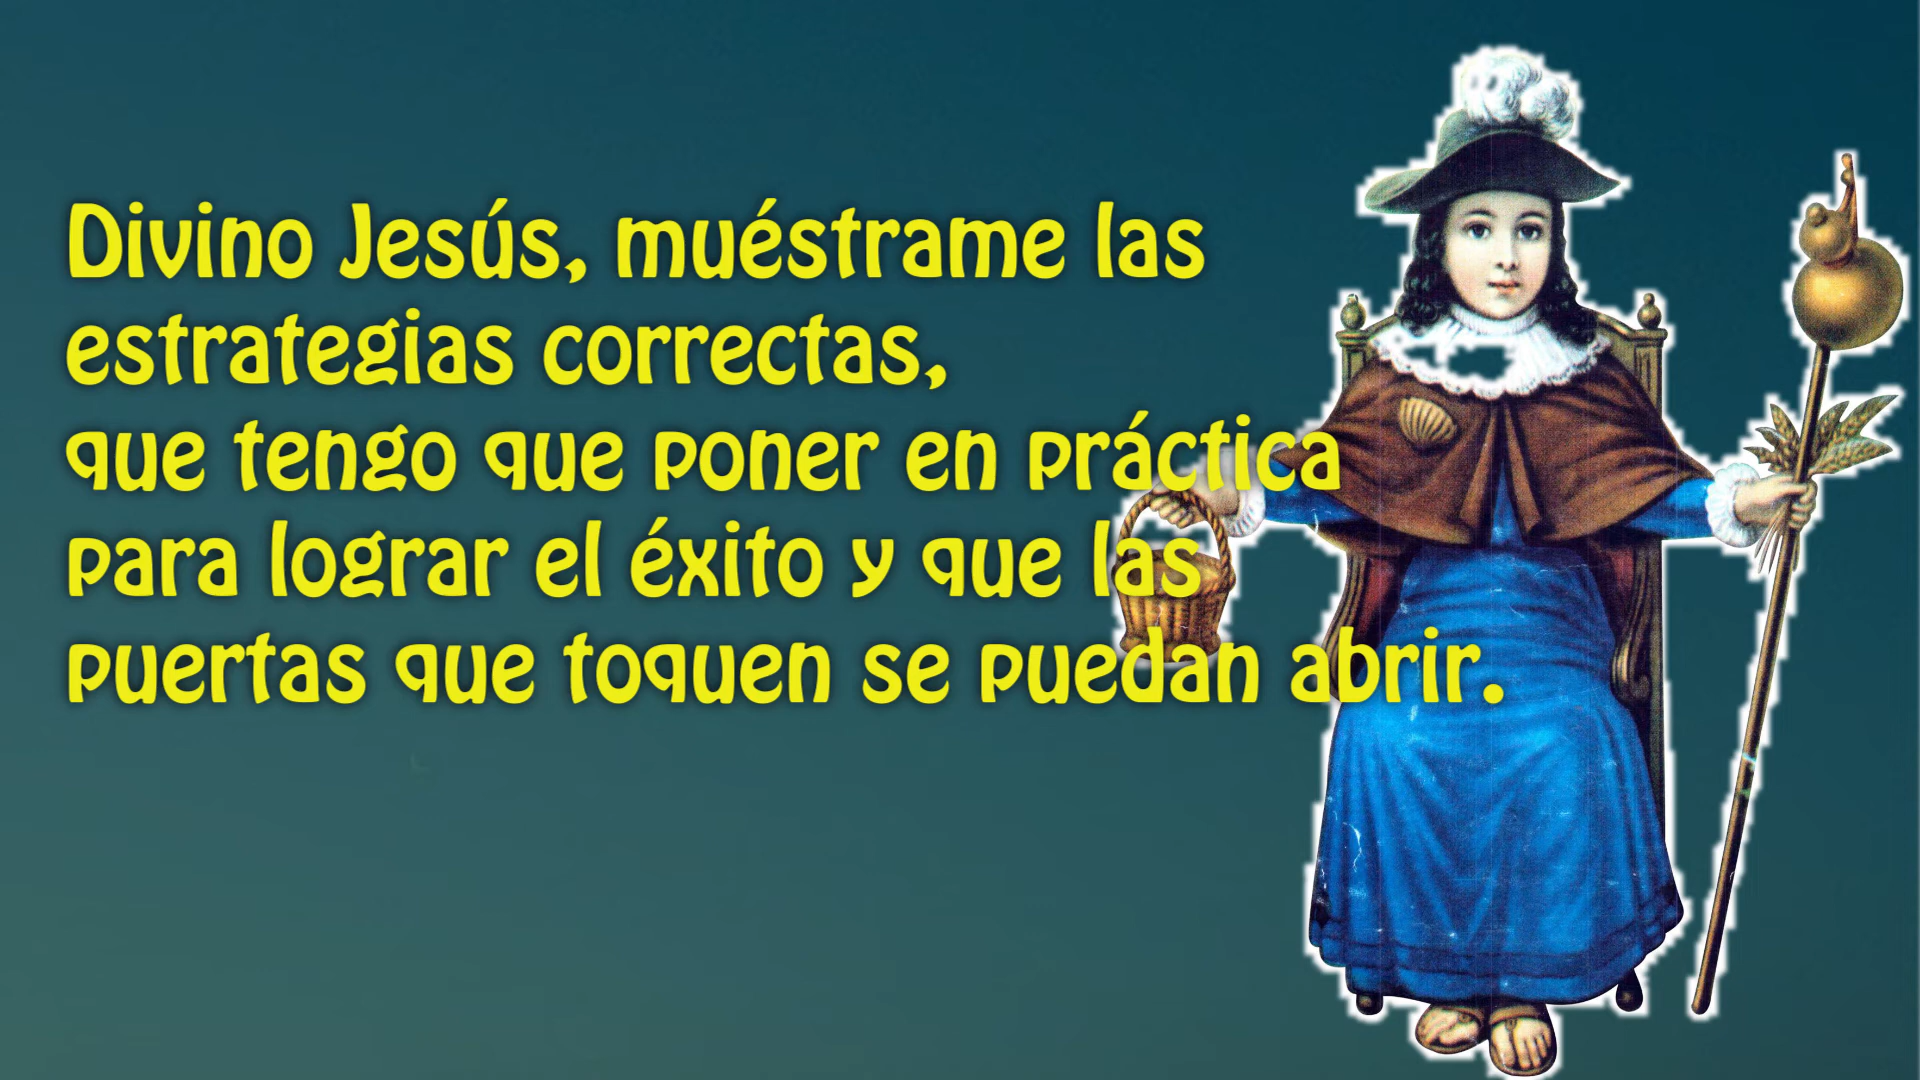 Divino Jesús, muéstrame las
estrategias correctas,
que tengo que poner en práctica
para lograr el éxito y que las
puertas que toquen se puedan abrir.